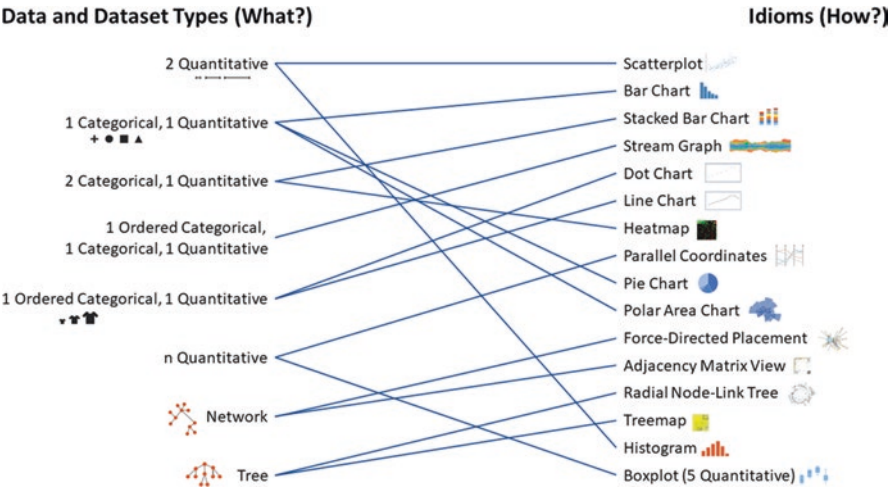 Data and Dataset Types (What?)
Idioms (How?)
2 Quantitative
1 Categorical, 1 Quantitative
2 Categorical, 1 Quantitative
1 Ordered Categorical,
1 Categorical, 1 Quantitative
1 Ordered Categorical, 1 Quantitative
n Quantitative
Network
Tree
Scatterplot
Bar Chart
Stacked Bar Chart
Stream Graph
Dot Chart
Line Chart
Heatmap
Parallel Coordinates
Pie Chart
Polar Area Chart
Force-Directed Placement
Adjacency Matrix View
Radial Node-Link Tree
Treemap
Histogram
Boxplot (5 Quantitative)